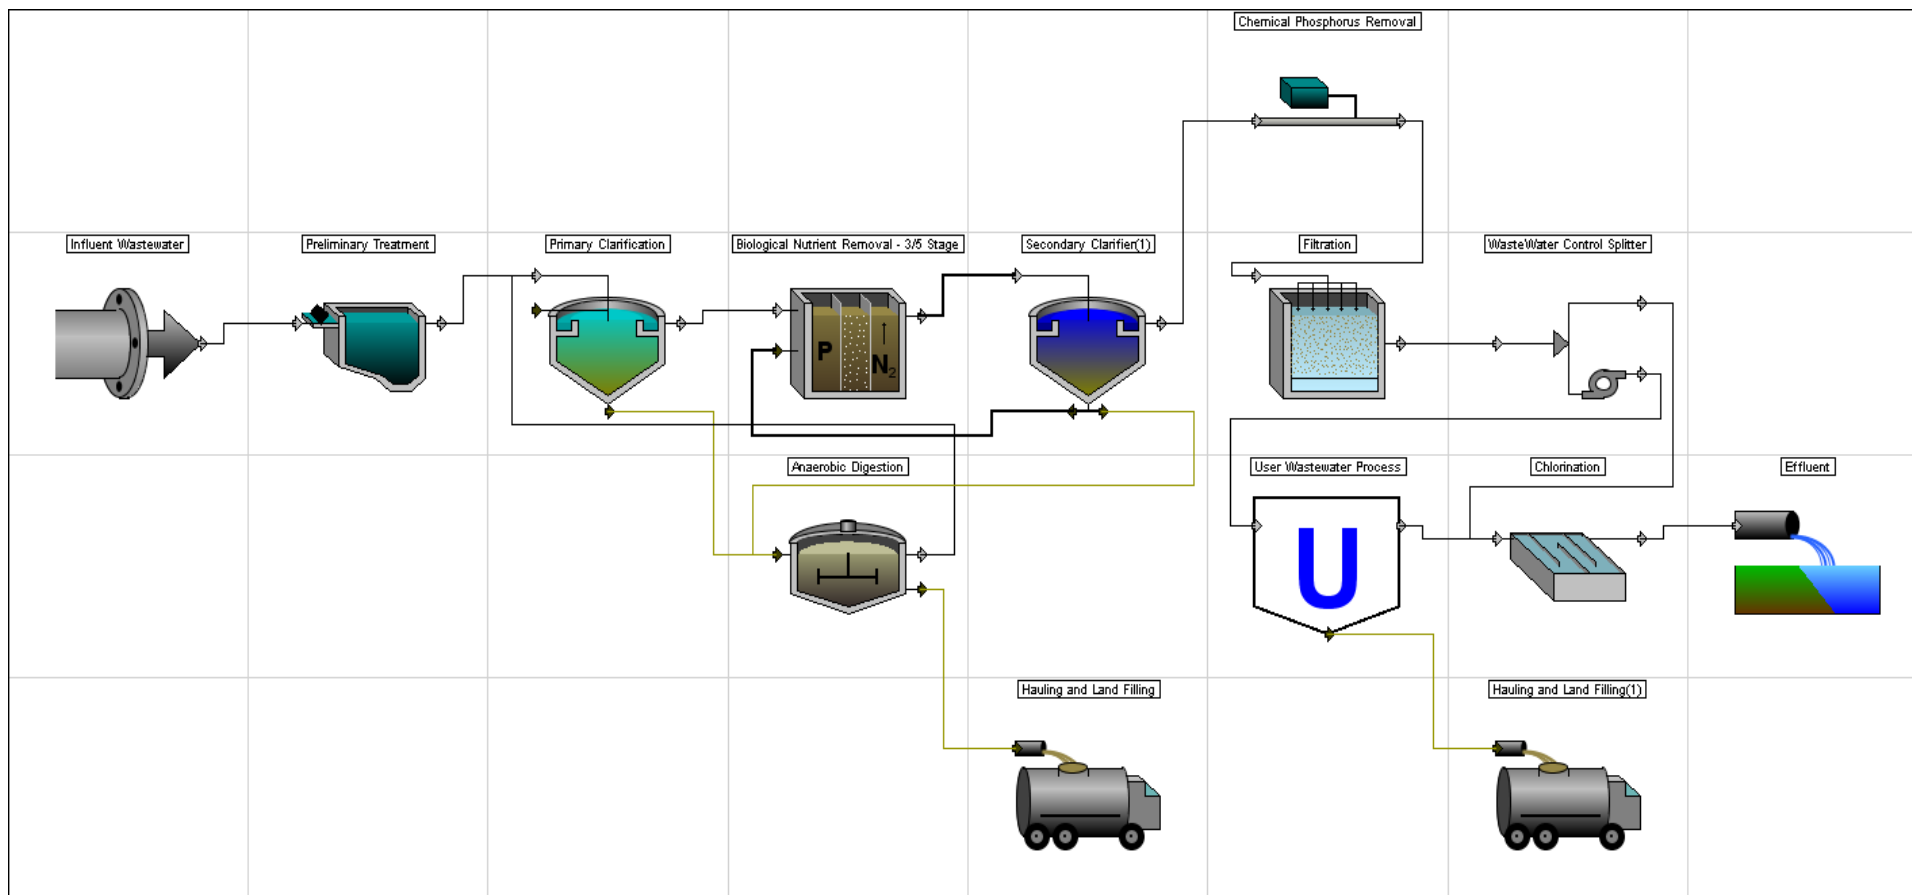 Chemical Phosphorus Removal
Influent Wastewater
Preliminary Treatment
Primary Clarification
Biological Nutrient Removal - 3/5 Stage
Secondary Clarifier(1)
Filtration
WasteWater Control Splitter
P
N2
Anaerobic Digestion
User Wastewater Process
Chlorination
Effluent
U
Hauling and Land Filling
Hauling and Land Filling(1)